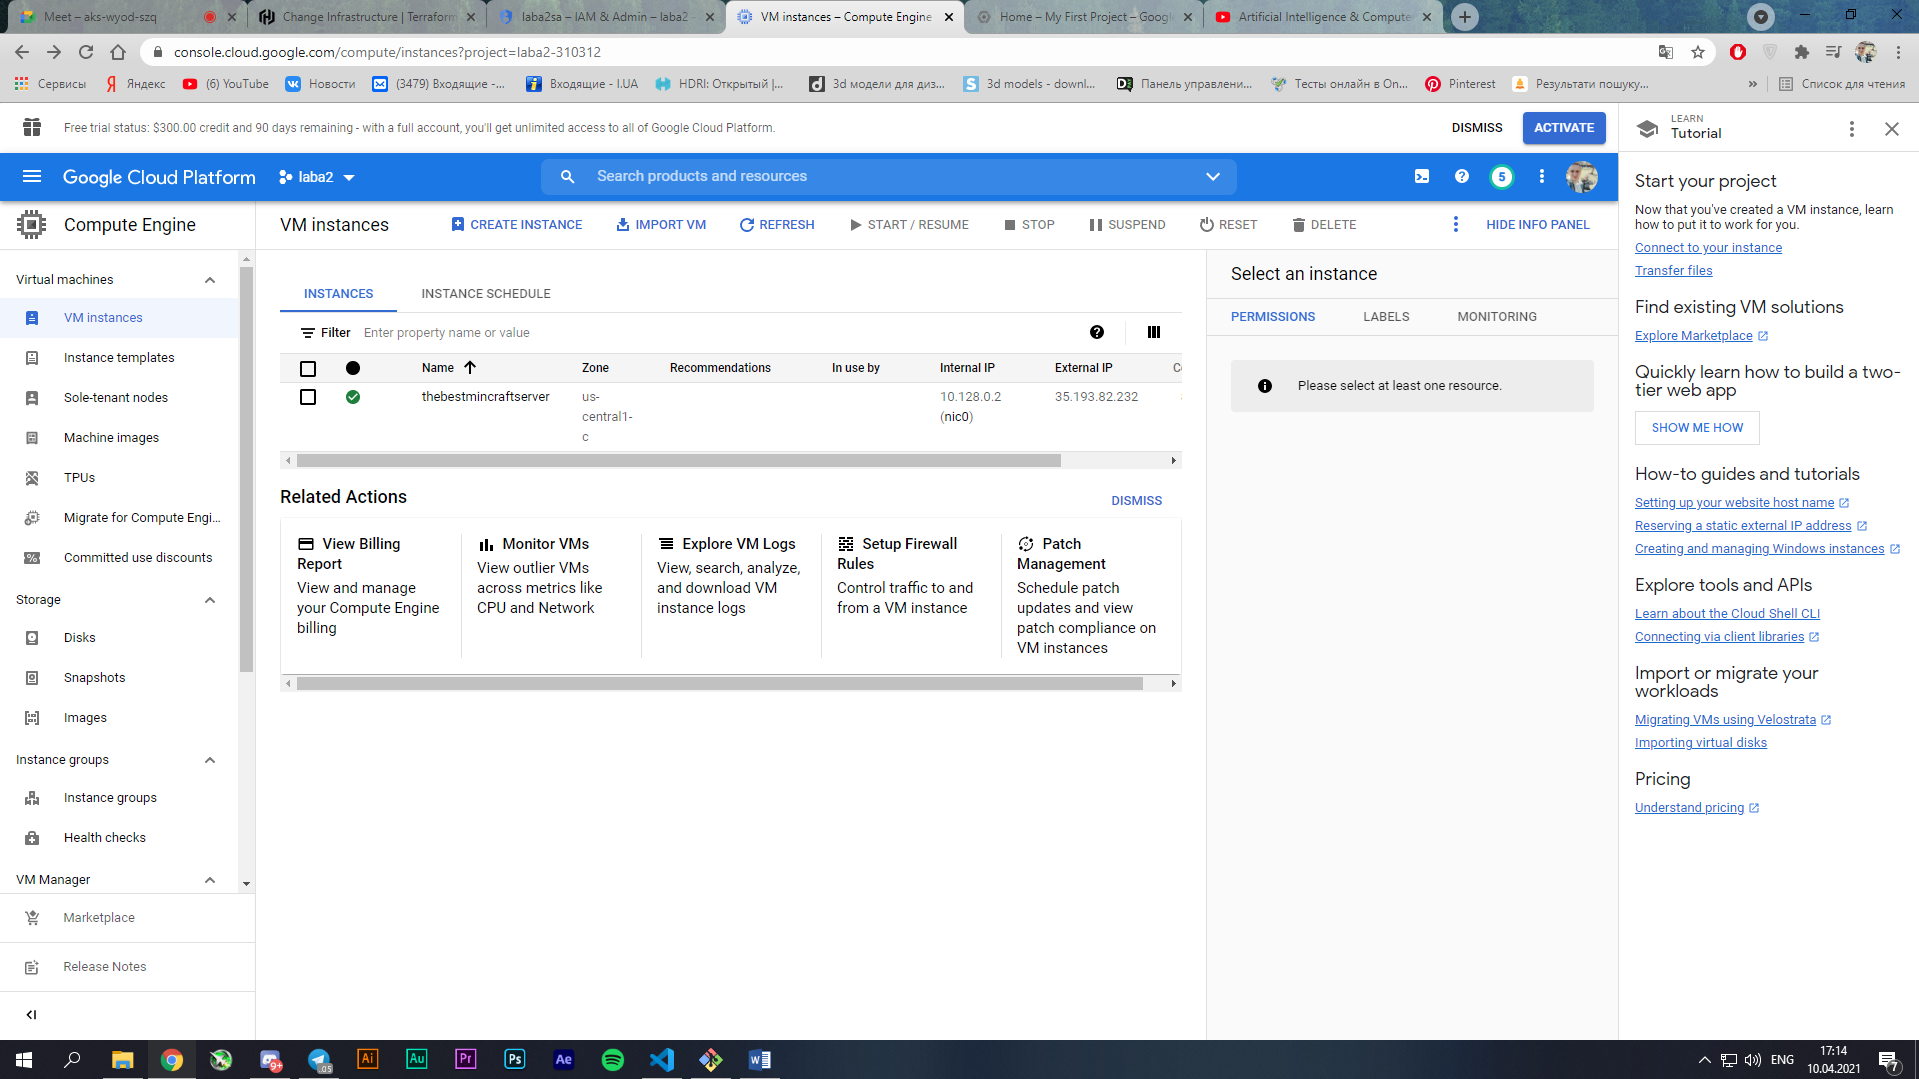 Meet – aks-wyod-szq
Change Infrastructure | Terraform
laba2sa – IAM & Admin – laba2 -
VM instances – Compute Engine
Home – My First Project – Google
Artificial Intelligence & Computer
console.cloud.google.com/compute/instances?project=laba2-310312
Сервисы
Яндекс
(6) YouTube
Новости
(3479) Входящие -...
Входящие - I.UA
HDRI: Открытый |...
3d модели для диз...
3d models - downl...
Панель управлени...
Тесты онлайн в On...
Pinterest
Результати пошуку...
»
Список для чтения
Free trial status: $300.00 credit and 90 days remaining - with a full account, you'll get unlimited access to all of Google Cloud Platform.
DISMISS
ACTIVATE
LEARN
Tutorial
Google Cloud Platform
laba2
Search products and resources
5
Compute Engine
VM instances
CREATE INSTANCE
IMPORT VM
REFRESH
START / RESUME
STOP
SUSPEND
RESET
DELETE
HIDE INFO PANEL
Virtual machines
VM instances
Instance templates
Sole-tenant nodes
Machine images
TPUs
Migrate for Compute Engi...
Committed use discounts
Storage
Disks
Snapshots
Images
Instance groups
Instance groups
Health checks
VM Manager
Marketplace
Release Notes
INSTANCES
INSTANCE SCHEDULE
Filter
Enter property name or value
Name
Zone
Recommendations
In use by
Internal IP
External IP
thebestmincraftserver
us-
central1-
c
10.128.0.2
(nic0)
35.193.82.232
Related Actions
DISMISS
View Billing
Report
View and manage
your Compute Engine
billing
Monitor VMs
View outlier VMs
across metrics like
CPU and Network
Explore VM Logs
View, search, analyze,
and download VM
instance logs
Setup Firewall
Rules
Control traffic to and
from a VM instance
Patch
Management
Schedule patch
updates and view
patch compliance on
VM instances
Select an instance
PERMISSIONS
LABELS
MONITORING
Please select at least one resource.
Start your project
Now that you've created a VM instance, learn
how to put it to work for you.
Connect to your instance
Transfer files
Find existing VM solutions
Explore Marketplace
Quickly learn how to build a two-
tier web app
SHOW ME HOW
How-to guides and tutorials
Setting up your website host name
Reserving a static external IP address
Creating and managing Windows instances
Explore tools and APIs
Learn about the Cloud Shell CLI
Connecting via client libraries
Import or migrate your
workloads
Migrating VMs using Velostrata
Importing virtual disks
Pricing
Understand pricing
9+
.05
Ai
Au
Pr
Ps
Ae
ENG
17:14
10.04.2021
7